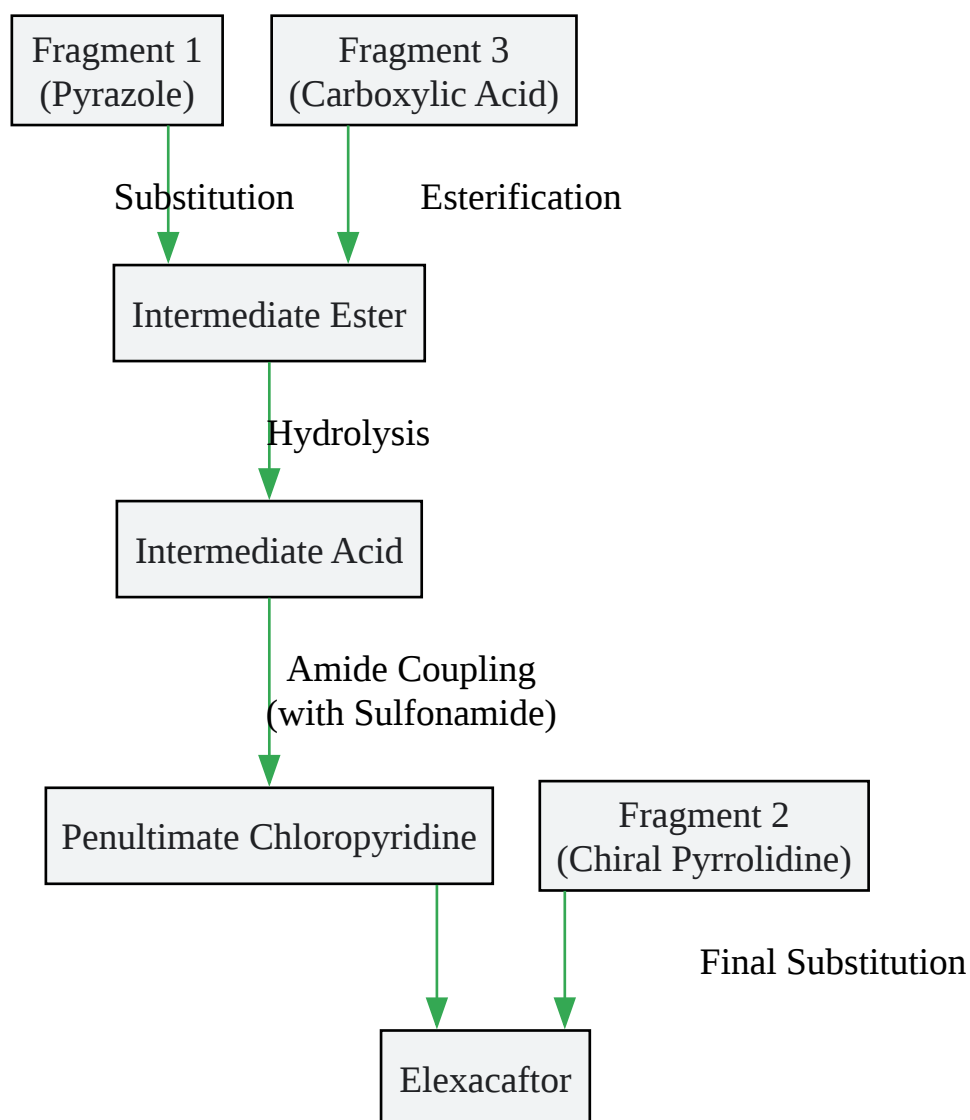 Fragment 1
(Pyrazole)
Fragment 3
(Carboxylic Acid)
Substitution
Esterification
Intermediate Ester
Hydrolysis
Intermediate Acid
Amide Coupling
(with Sulfonamide)
Penultimate Chloropyridine
Fragment 2
(Chiral Pyrrolidine)
Final Substitution
Elexacaftor